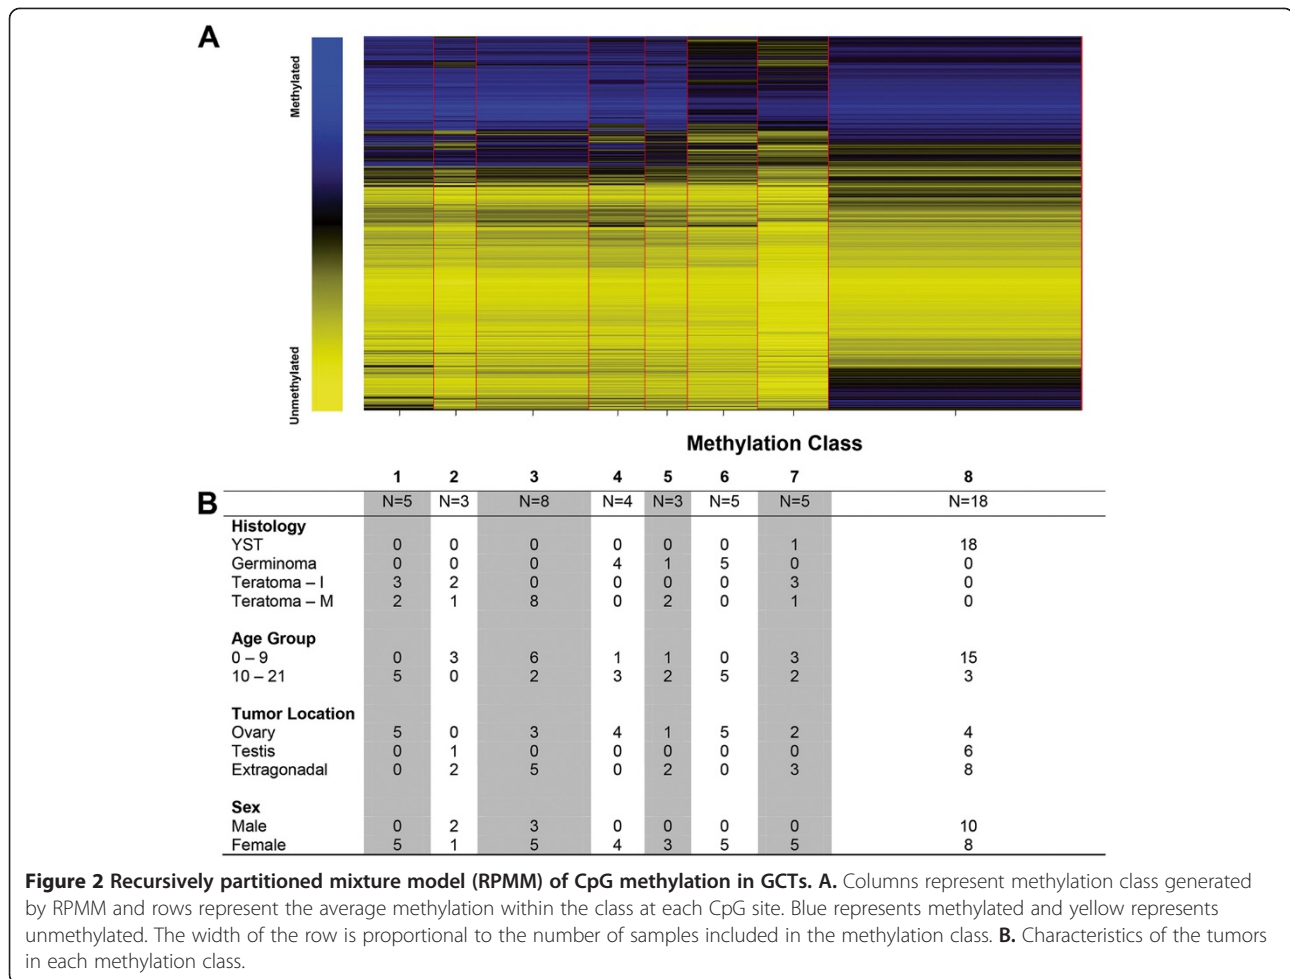 A
Methylated
Unmethylated
Methylation Class
1 2 3 4 5 6 7 8
B
N=5 N=3 N=8 N=4 N=3 N=5 N=5 N=18
Histology
YST 0 0 0 0 0 0 1 18
Germinoma 0 0 0 4 1 5 0 0
Teratoma – I 3 2 0 0 0 0 3 0
Teratoma – M 2 1 8 0 2 0 1 0
Age Group
0 – 9 0 3 6 1 1 0 3 15
10 – 21 5 0 2 3 2 5 2 3
Tumor Location
Ovary 5 0 3 4 1 5 2 4
Testis 0 1 0 0 0 0 0 6
Extragonadal 0 2 5 0 2 0 3 8
Sex
Male 0 2 3 0 0 0 0 10
Female 5 1 5 4 3 5 5 8
Figure 2 Recursively partitioned mixture model (RPMM) of CpG methylation in GCTs. A. Columns represent methylation class generated
by RPMM and rows represent the average methylation within the class at each CpG site. Blue represents methylated and yellow represents
unmethylated. The width of the row is proportional to the number of samples included in the methylation class. B. Characteristics of the tumors
in each methylation class.